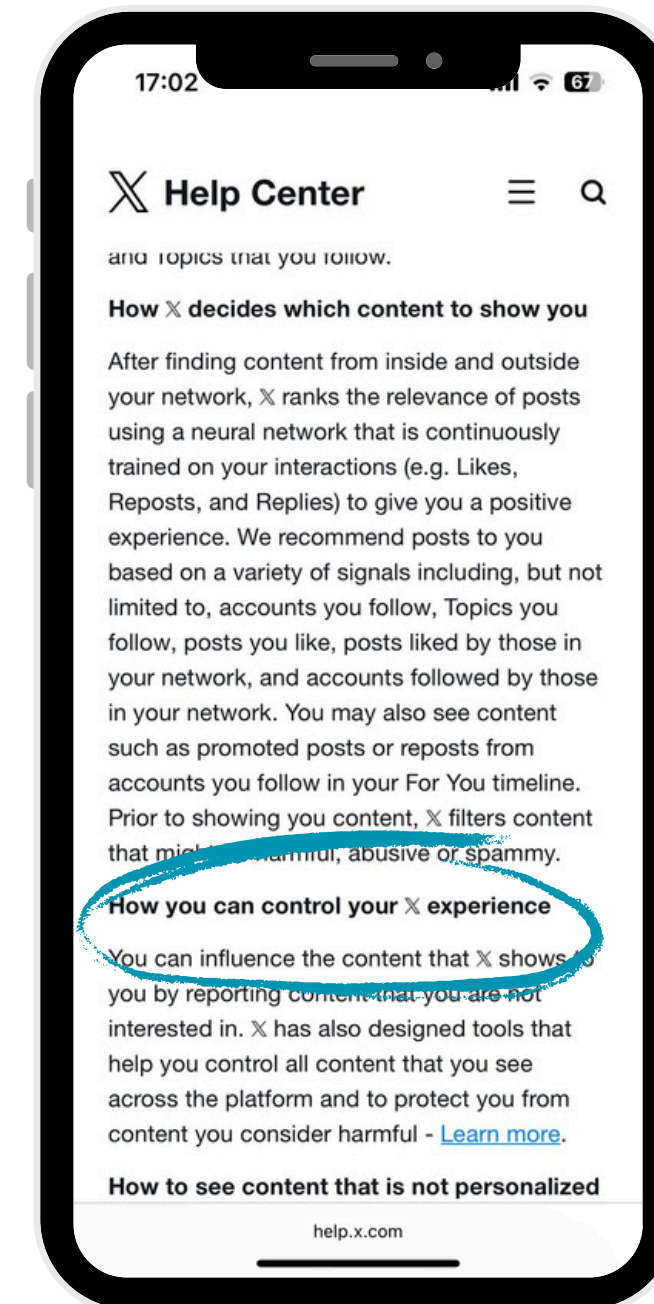 17:02
67
𝕏 Help Center
and Topics that you follow.
How 𝕏 decides which content to show you
After finding content from inside and outside
your network, 𝕏 ranks the relevance of posts
using a neural network that is continuously
trained on your interactions (e.g. Likes,
Reposts, and Replies) to give you a positive
experience. We recommend posts to you
based on a variety of signals including, but not
limited to, accounts you follow, Topics you
follow, posts you like, posts liked by those in
your network, and accounts followed by those
in your network. You may also see content
such as promoted posts or reposts from
accounts you follow in your For You timeline.
Prior to showing you content, 𝕏 filters content
that might harmful, abusive or spammy.
How you can control your 𝕏 experience
You can influence the content that 𝕏 shows to
you by reporting content that you are not
interested in. 𝕏 has also designed tools that
help you control all content that you see
across the platform and to protect you from
content you consider harmful - Learn more.
How to see content that is not personalized
help.x.com